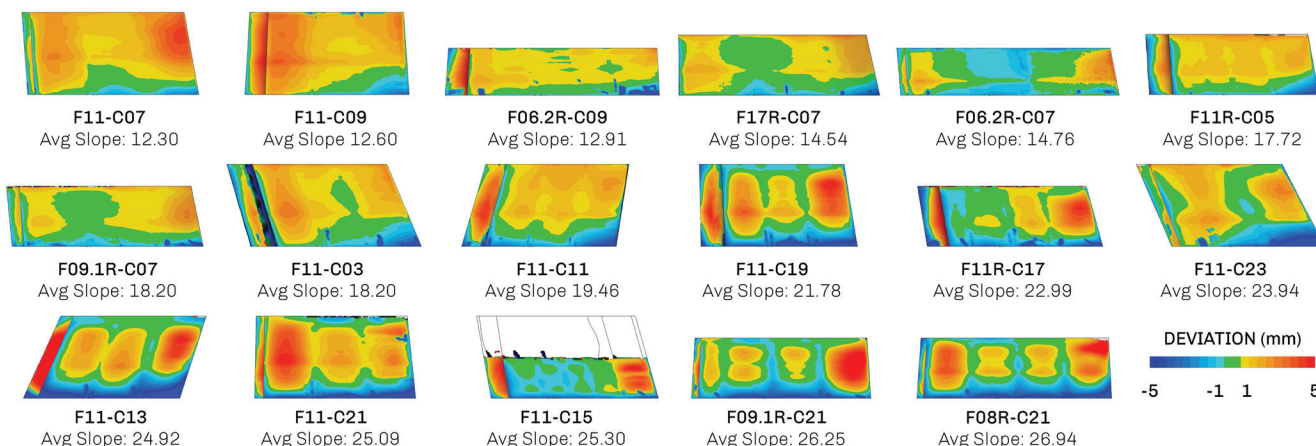 F11-C07
Avg Slope: 12.30
F11-C09
Avg Slope 12.60
F06.2R-C09
Avg Slope: 12.91
F17R-C07
Avg Slope: 14.54
F06.2R-C07
Avg Slope: 14.76
F11R-C05
Avg Slope: 17.72
F09.1R-C07
Avg Slope: 18.20
F11-C03
Avg Slope: 18.20
F11-C11
Avg Slope 19.46
F11-C19
Avg Slope: 21.78
F11R-C17
Avg Slope: 22.99
F11-C23
Avg Slope: 23.94
F11-C13
Avg Slope: 24.92
F11-C21
Avg Slope: 25.09
F11-C15
Avg Slope: 25.30
F09.1R-C21
Avg Slope: 26.25
F08R-C21
Avg Slope: 26.94
DEVIATION (mm)
-5 -1 1 5